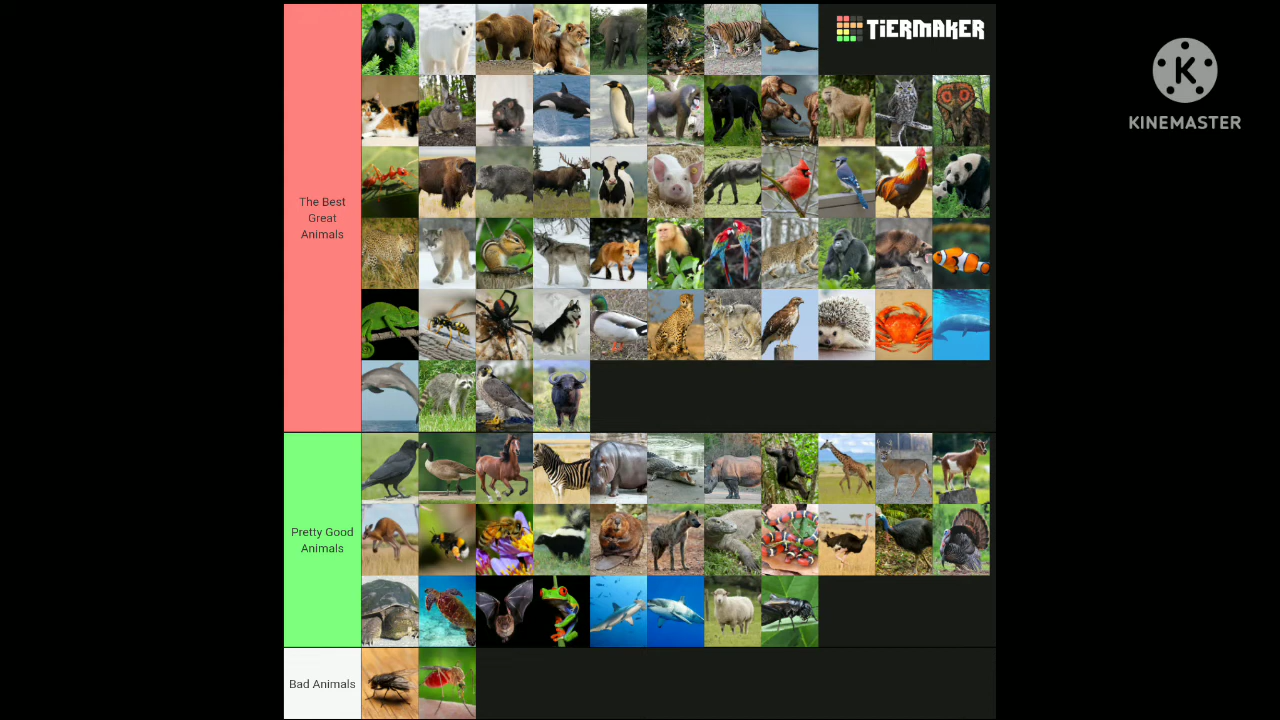 TiERMAKER
K
KINEMASTER
The Best
Great
Animals
Pretty Good
Animals
Bad Animals